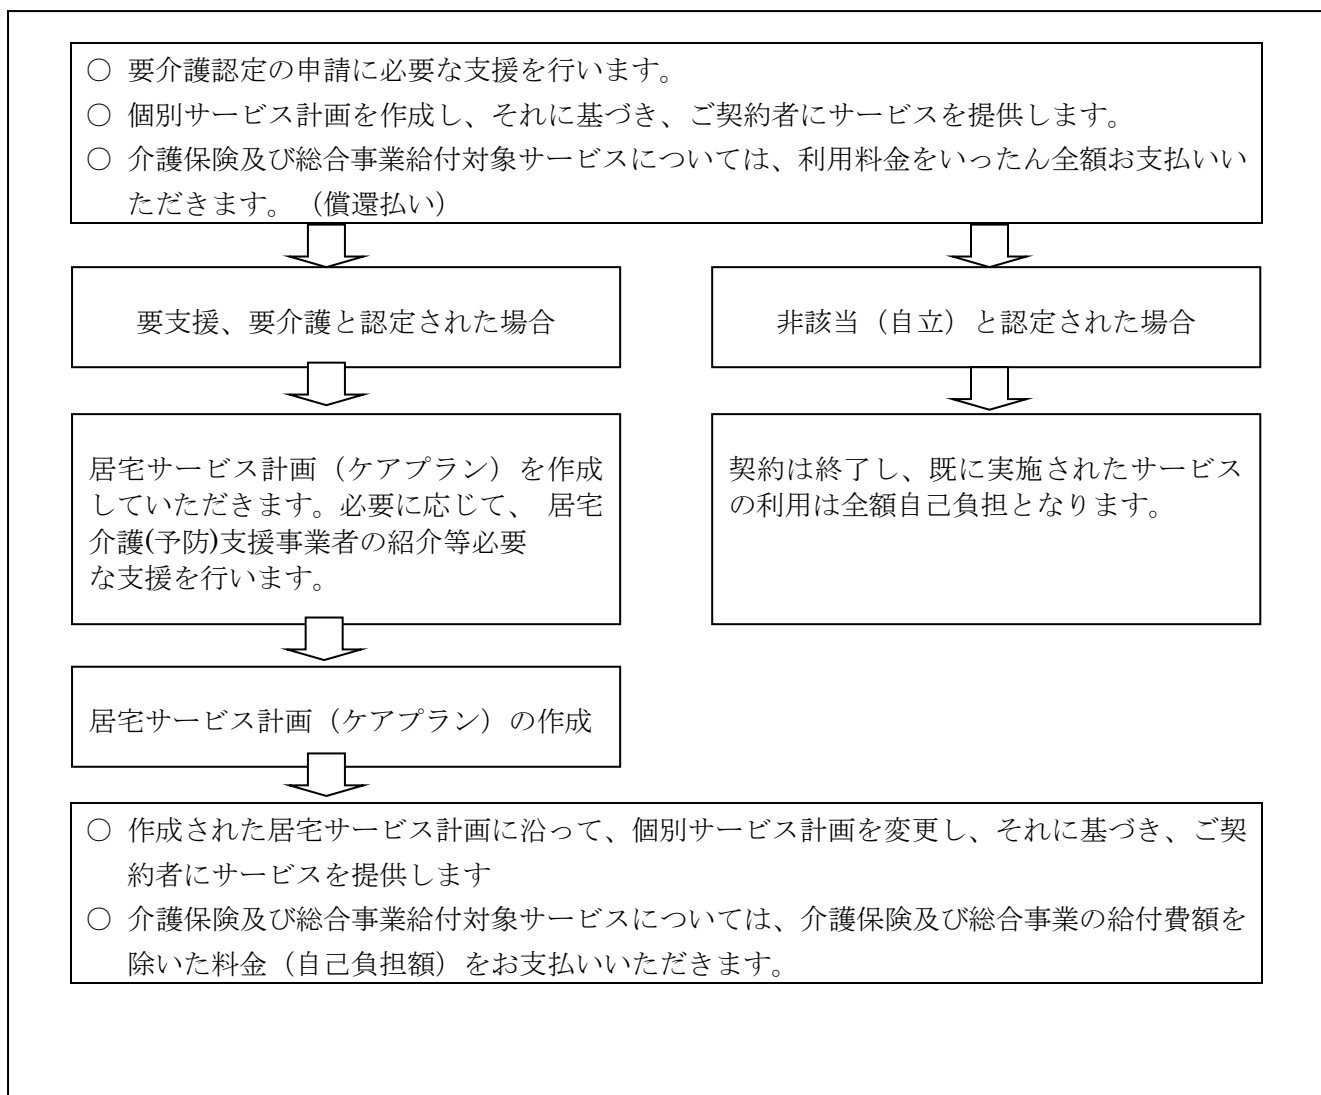 ○ 要介護認定の申請に必要な支援を行います。
○ 個別サービス計画を作成し、それに基づき、ご契約者にサービスを提供します。
○ 介護保険及び総合事業給付対象サービスについては、利用料金をいったん全額お支払いい
ただきます。（償還払い）
要支援、要介護と認定された場合
非該当（自立）と認定された場合
居宅サービス計画（ケアプラン）を作成
していただきます。必要に応じて、 居宅
介護(予防)支援事業者の紹介等必要
な支援を行います。
契約は終了し、既に実施されたサービス
の利用は全額自己負担となります。
居宅サービス計画（ケアプラン）の作成
○ 作成された居宅サービス計画に沿って、個別サービス計画を変更し、それに基づき、ご契
約者にサービスを提供します
○ 介護保険及び総合事業給付対象サービスについては、介護保険及び総合事業の給付費額を
除いた料金（自己負担額）をお支払いいただきます。